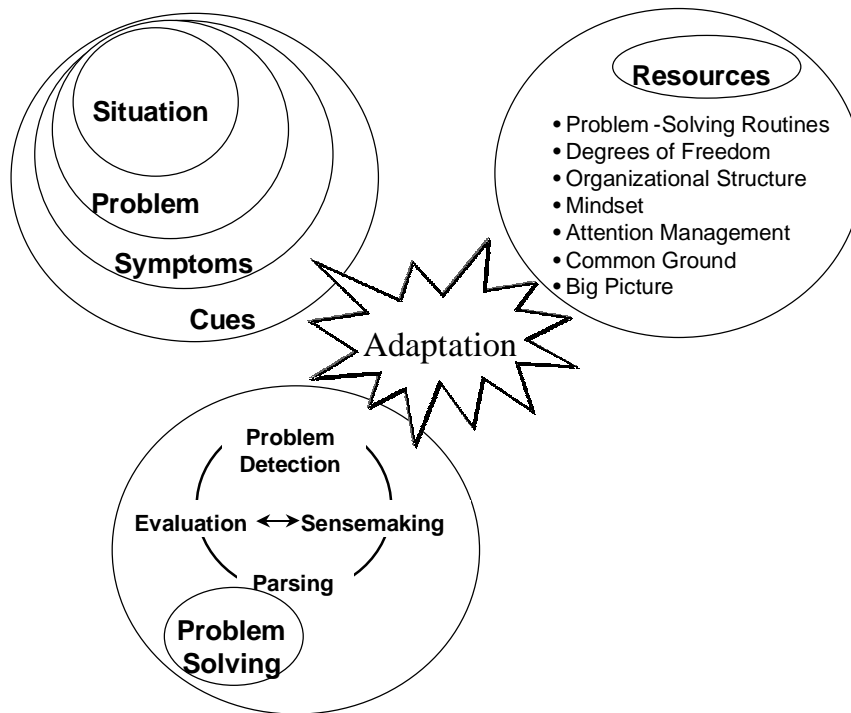 Situation
Problem
Symptoms
Cues
Resources
• Problem -Solving Routines
• Degrees of Freedom
• Organizational Structure
• Mindset
• Attention Management
• Common Ground
• Big Picture
Adaptation
Problem
Detection
Evaluation
Sensemaking
Parsing
Problem
Solving